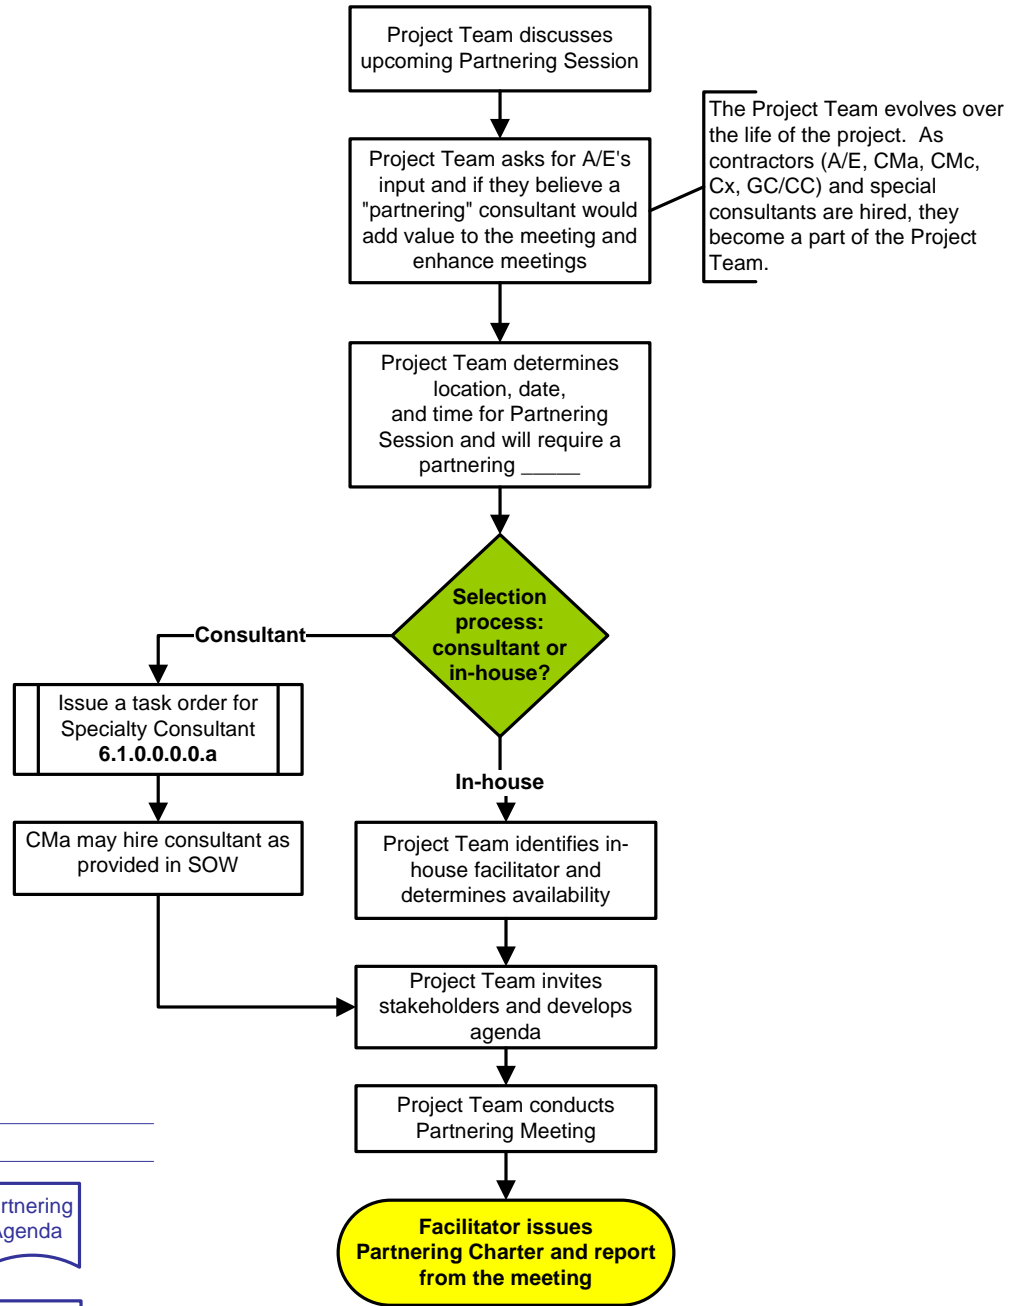 Project Team discusses
upcoming Partnering Session
Project Team asks for A/E's
input and if they believe a
"partnering" consultant would
add value to the meeting and
enhance meetings
The Project Team evolves over
the life of the project.  As
contractors (A/E, CMa, CMc,
Cx, GC/CC) and special
consultants are hired, they
become a part of the Project
Team.
Project Team determines
location, date,
and time for Partnering
Session and will require a
partnering _____
Selection
process:
consultant or
in-house?
Consultant
Issue a task order for
Specialty Consultant
6.1.0.0.0.0.a
CMa may hire consultant as
provided in SOW
In-house
Project Team identifies in-
house facilitator and
determines availability
Project Team invites
stakeholders and develops
agenda
Project Team conducts
Partnering Meeting
Facilitator issues
Partnering Charter and report
from the meeting
rtnering
genda